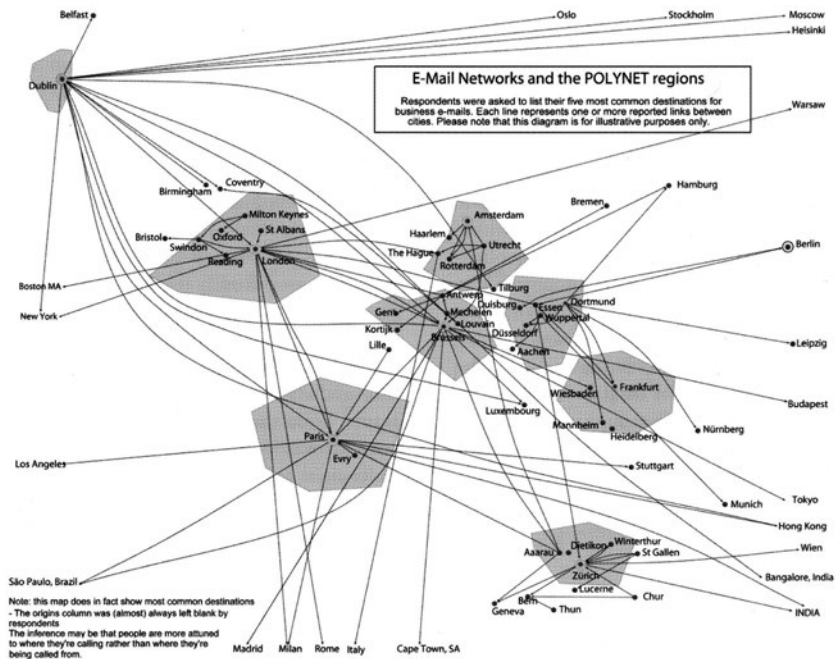 Belfast
Oslo
Stockholm
Moscow
Helsinki
Dublin
E-Mail Networks and the POLYNET regions
Respondents were asked to list their five most common destinations for
business e-mails. Each line represents one or more reported links between
cities. Please note that this diagram is for illustrative purposes only.
Warsaw
Coventry
Birmingham
Hamburg
Bremen
Milton Keynes
Amsterdam
Oxford
St Albans
Haarlem
Bristol
Swindon
Utrecht
Berlin
The Hague
Reading
London
Rotterdam
Boston MA
Tilburg
Antwerp
Duisburg
Essen
Dortmund
New York
Gent
Mechelen
Wuppertal
Louvain
Kortijk
Brussels
Düsseldorf
Lille
Aachen
Leipzig
Wiesbaden
Frankfurt
Luxembourg
Budapest
Mannheim
Heidelberg
Nürnberg
Paris
Evry
Los Angeles
Stuttgart
Munich
Tokyo
Hong Kong
Winterthur
Dietikon
Aarau
St Gallen
Wien
Zürich
São Paulo, Brazil
Bangalore, India
Lucerne
Bern
Chur
Geneva
Thun
INDIA
Note: this map does in fact show most common destinations
- The origins column was (almost) always left blank by
respondents
The inference may be that people are more attuned
to where they're calling rather than where they're
being called from.
Madrid
Milan
Rome
Italy
Cape Town, SA